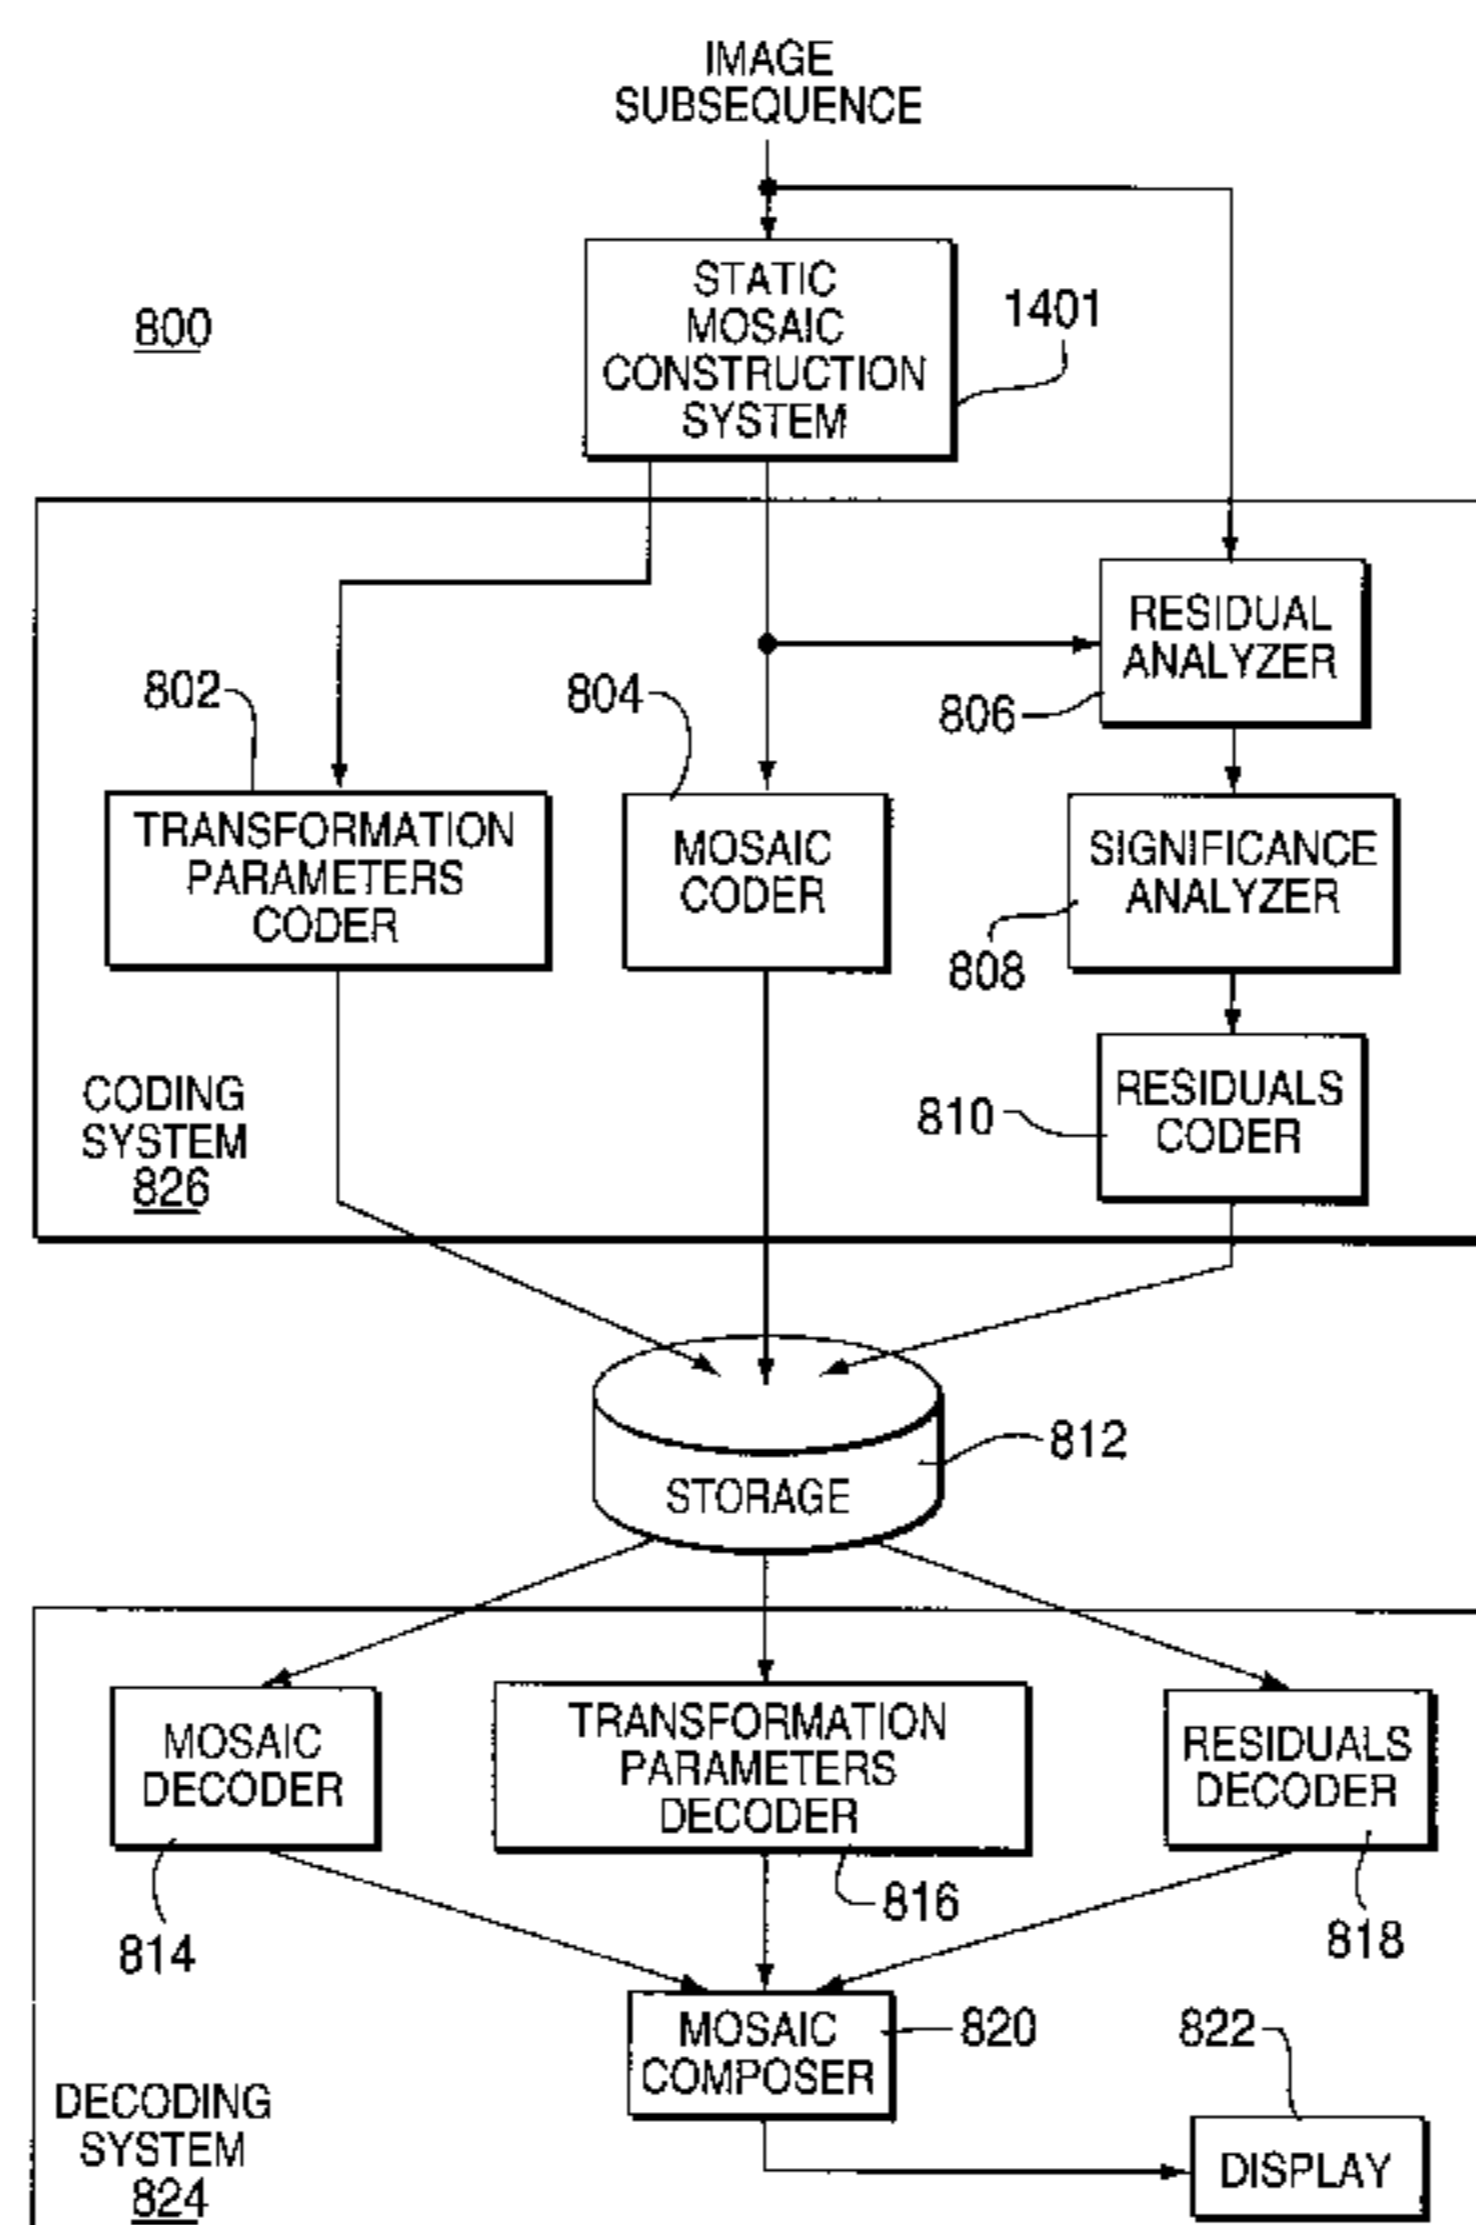 IMAGE
SUBSEQUENCE
800
STATIC
MOSAIC
CONSTRUCTION
SYSTEM
1401
802
804
RESIDUAL
ANALYZER
806
TRANSFORMATION
PARAMETERS
CODER
MOSAIC
CODER
SIGNIFICANCE
ANALYZER
808
RESIDUALS
CODER
810
CODING
SYSTEM
826
812
STORAGE
MOSAIC
DECODER
814
TRANSFORMATION
PARAMETERS
DECODER
816
RESIDUALS
DECODER
818
MOSAIC
COMPOSER
820
822
DISPLAY
DECODING
SYSTEM
824